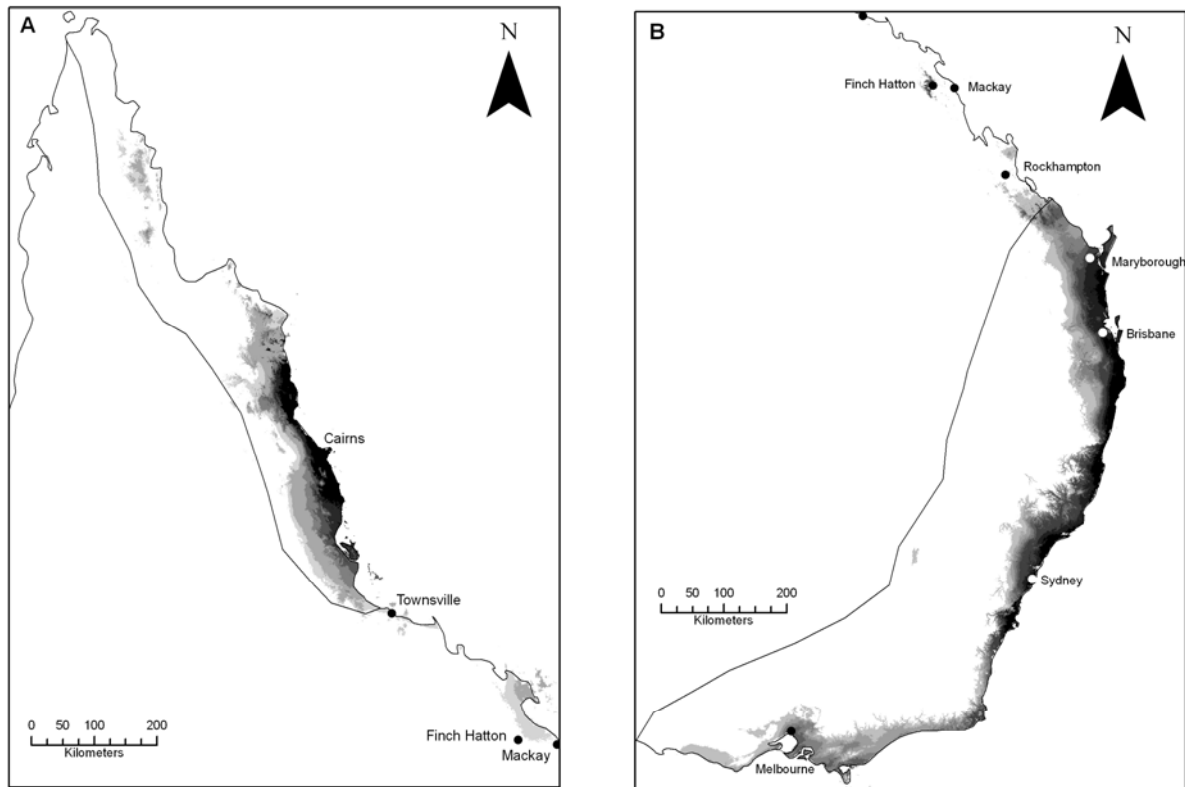 A
N
Cairns
Townsville
Finch Hatton
Mackay
0 50 100 200
Kilometers
B
N
Finch Hatton
Mackay
Rockhampton
Maryborough
Brisbane
Sydney
0 50 100 200
Kilometers
Melbourne